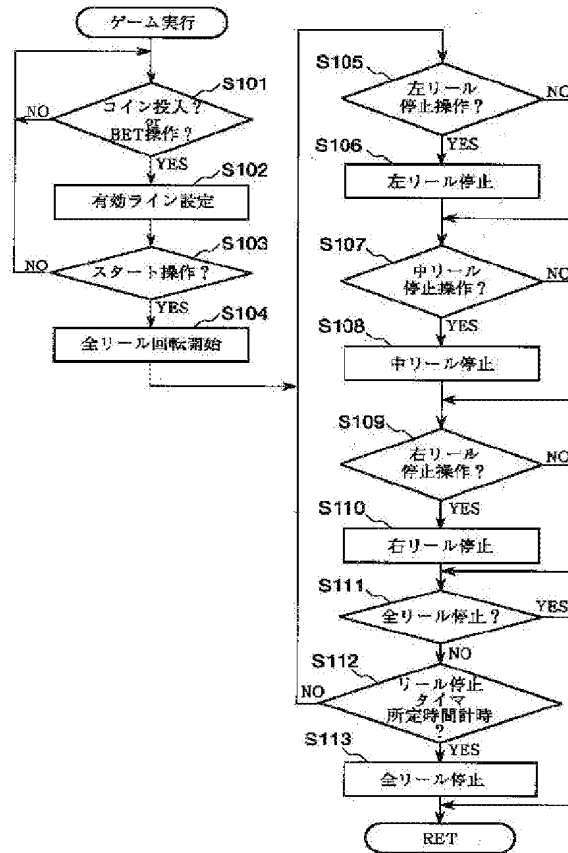 ゲーム実行
S101
コイン投入?
or
BET操作?
NO
YES
S102
有効ライン設定
S103
スタート操作?
NO
YES
S104
全リール回転開始
S105
左リール
停止操作?
NO
YES
S106
左リール停止
S107
中リール
停止操作?
NO
YES
S108
中リール停止
S109
右リール
停止操作?
NO
YES
S110
右リール停止
S111
全リール停止?
YES
NO
S112
リール停止
タイマ
所定時間計時
?
NO
YES
S113
全リール停止
RET